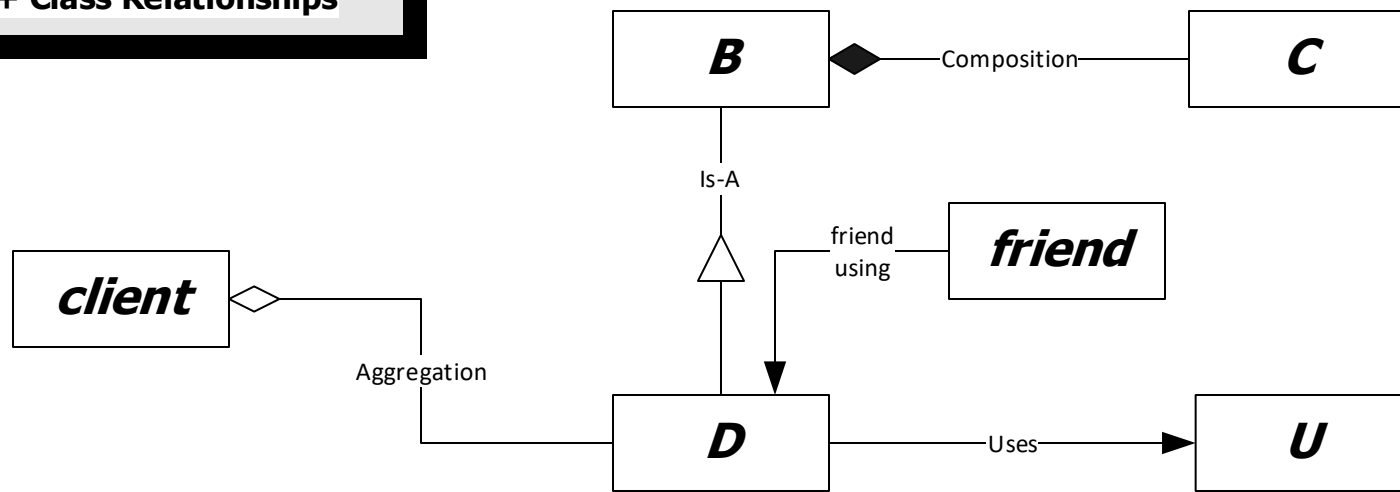 + Class Relationships
B
Composition
C
Is-A
friend
using
friend
client
Aggregation
D
Uses
U